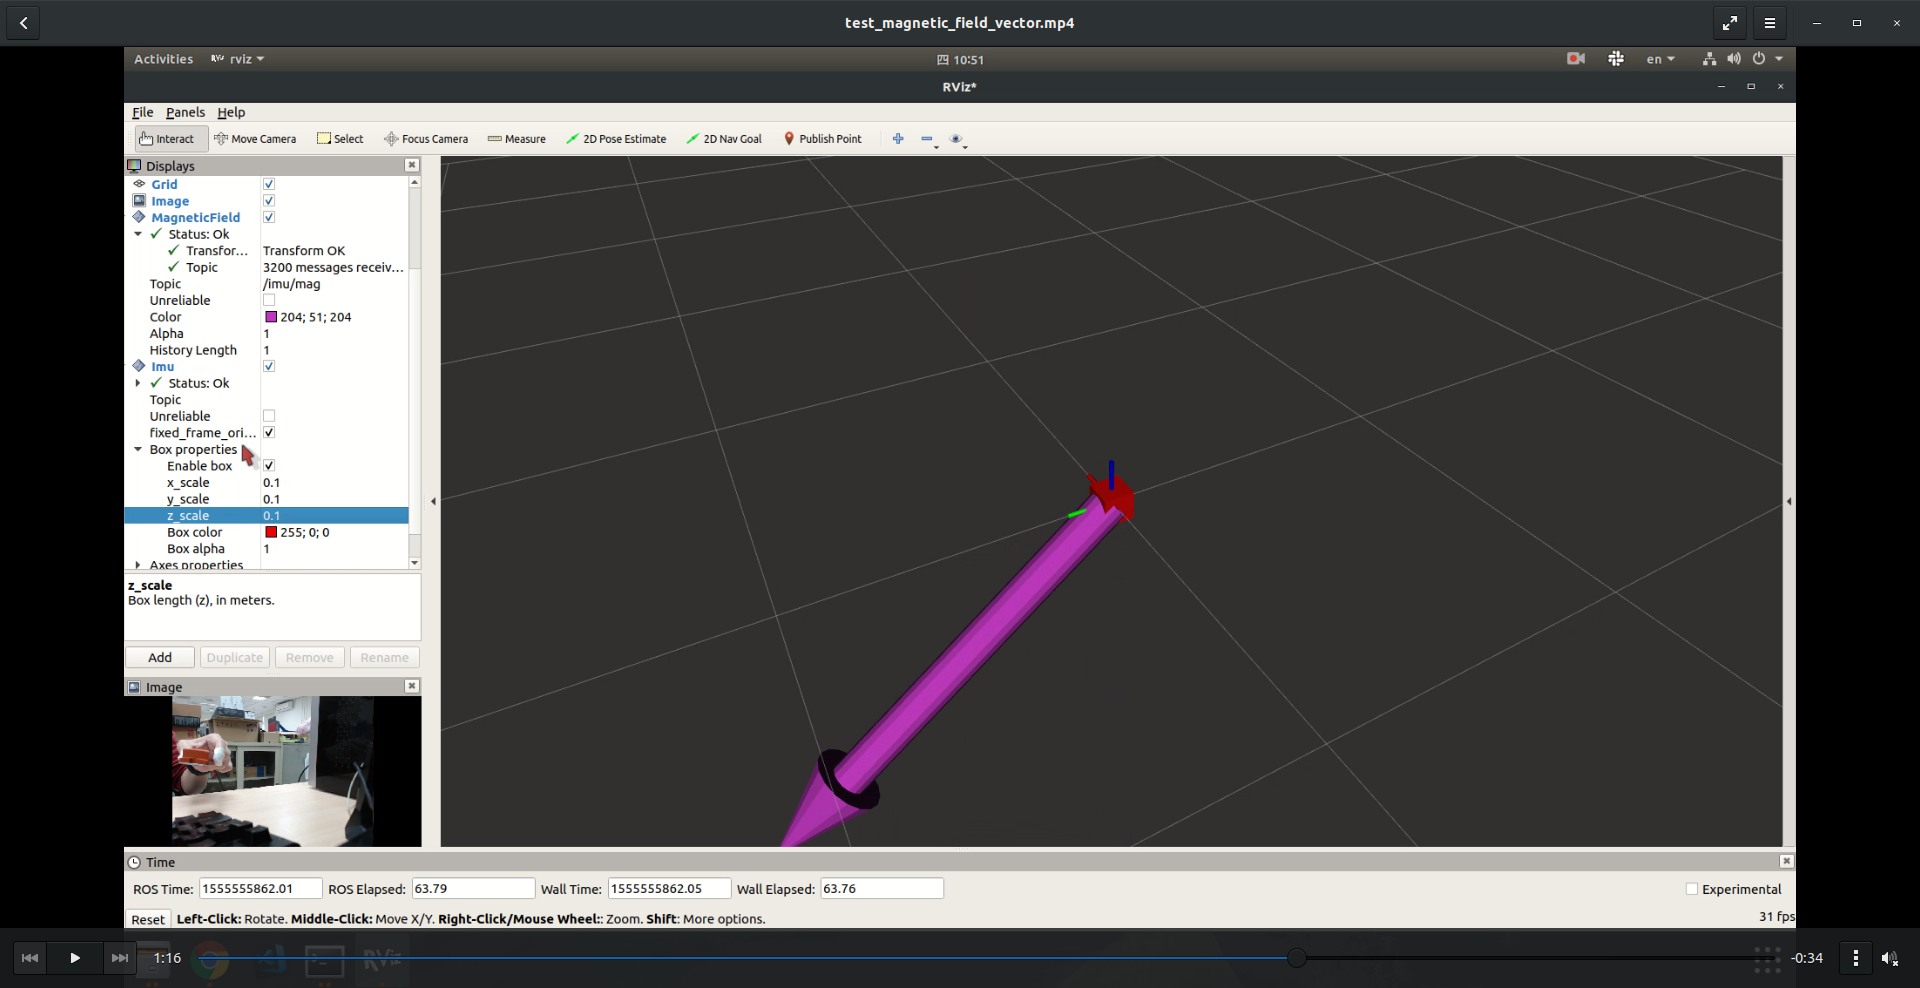 test_magnetic_field_vector.mp4
Activities RViz rviz 四 10:51 en
RViz*
File Panels Help
Interact Move Camera Select Focus Camera Measure 2D Pose Estimate 2D Nav Goal Publish Point
Displays
Grid
Image
MagneticField
Status: Ok
Transfor... Transform OK
Topic 3200 messages receiv...
Topic /imu/mag
Unreliable
Color 204; 51; 204
Alpha 1
History Length 1
Imu
Status: Ok
Topic
Unreliable
fixed_frame_ori...
Box properties
Enable box
x_scale 0.1
y_scale 0.1
z_scale 0.1
Box color 255; 0; 0
Box alpha 1
Axes properties
z_scale
Box length (z), in meters.
Add Duplicate Remove Rename
Image
Time
ROS Time: 1555555862.01 ROS Elapsed: 63.79 Wall Time: 1555555862.05 Wall Elapsed: 63.76 Experimental
Reset Left-Click: Rotate. Middle-Click: Move X/Y. Right-Click/Mouse Wheel:: Zoom. Shift: More options. 31 fps
1:16 RViz -0:34